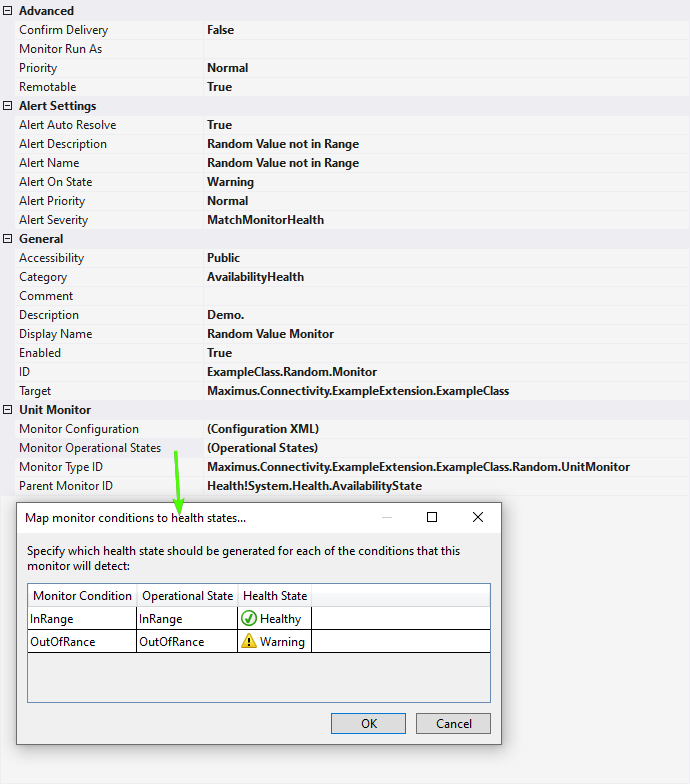 Advanced
Confirm Delivery False
Monitor Run As
Priority Normal
Remotable True
Alert Settings
Alert Auto Resolve True
Alert Description Random Value not in Range
Alert Name Random Value not in Range
Alert On State Warning
Alert Priority Normal
Alert Severity MatchMonitorHealth
General
Accessibility Public
Category AvailabilityHealth
Comment
Description Demo.
Display Name Random Value Monitor
Enabled True
ID ExampleClass.Random.Monitor
Target Maximus.Connectivity.ExampleExtension.ExampleClass
Unit Monitor
Monitor Configuration (Configuration XML)
Monitor Operational States (Operational States)
Monitor Type ID Maximus.Connectivity.ExampleExtension.ExampleClass.Random.UnitMonitor
Parent Monitor ID Health!System.Health.AvailabilityState
Map monitor conditions to health states...
Specify which health state should be generated for each of the conditions that this
monitor will detect:
Monitor Condition Operational State Health State
InRange InRange Healthy
OutOfRance OutOfRance Warning
OK Cancel